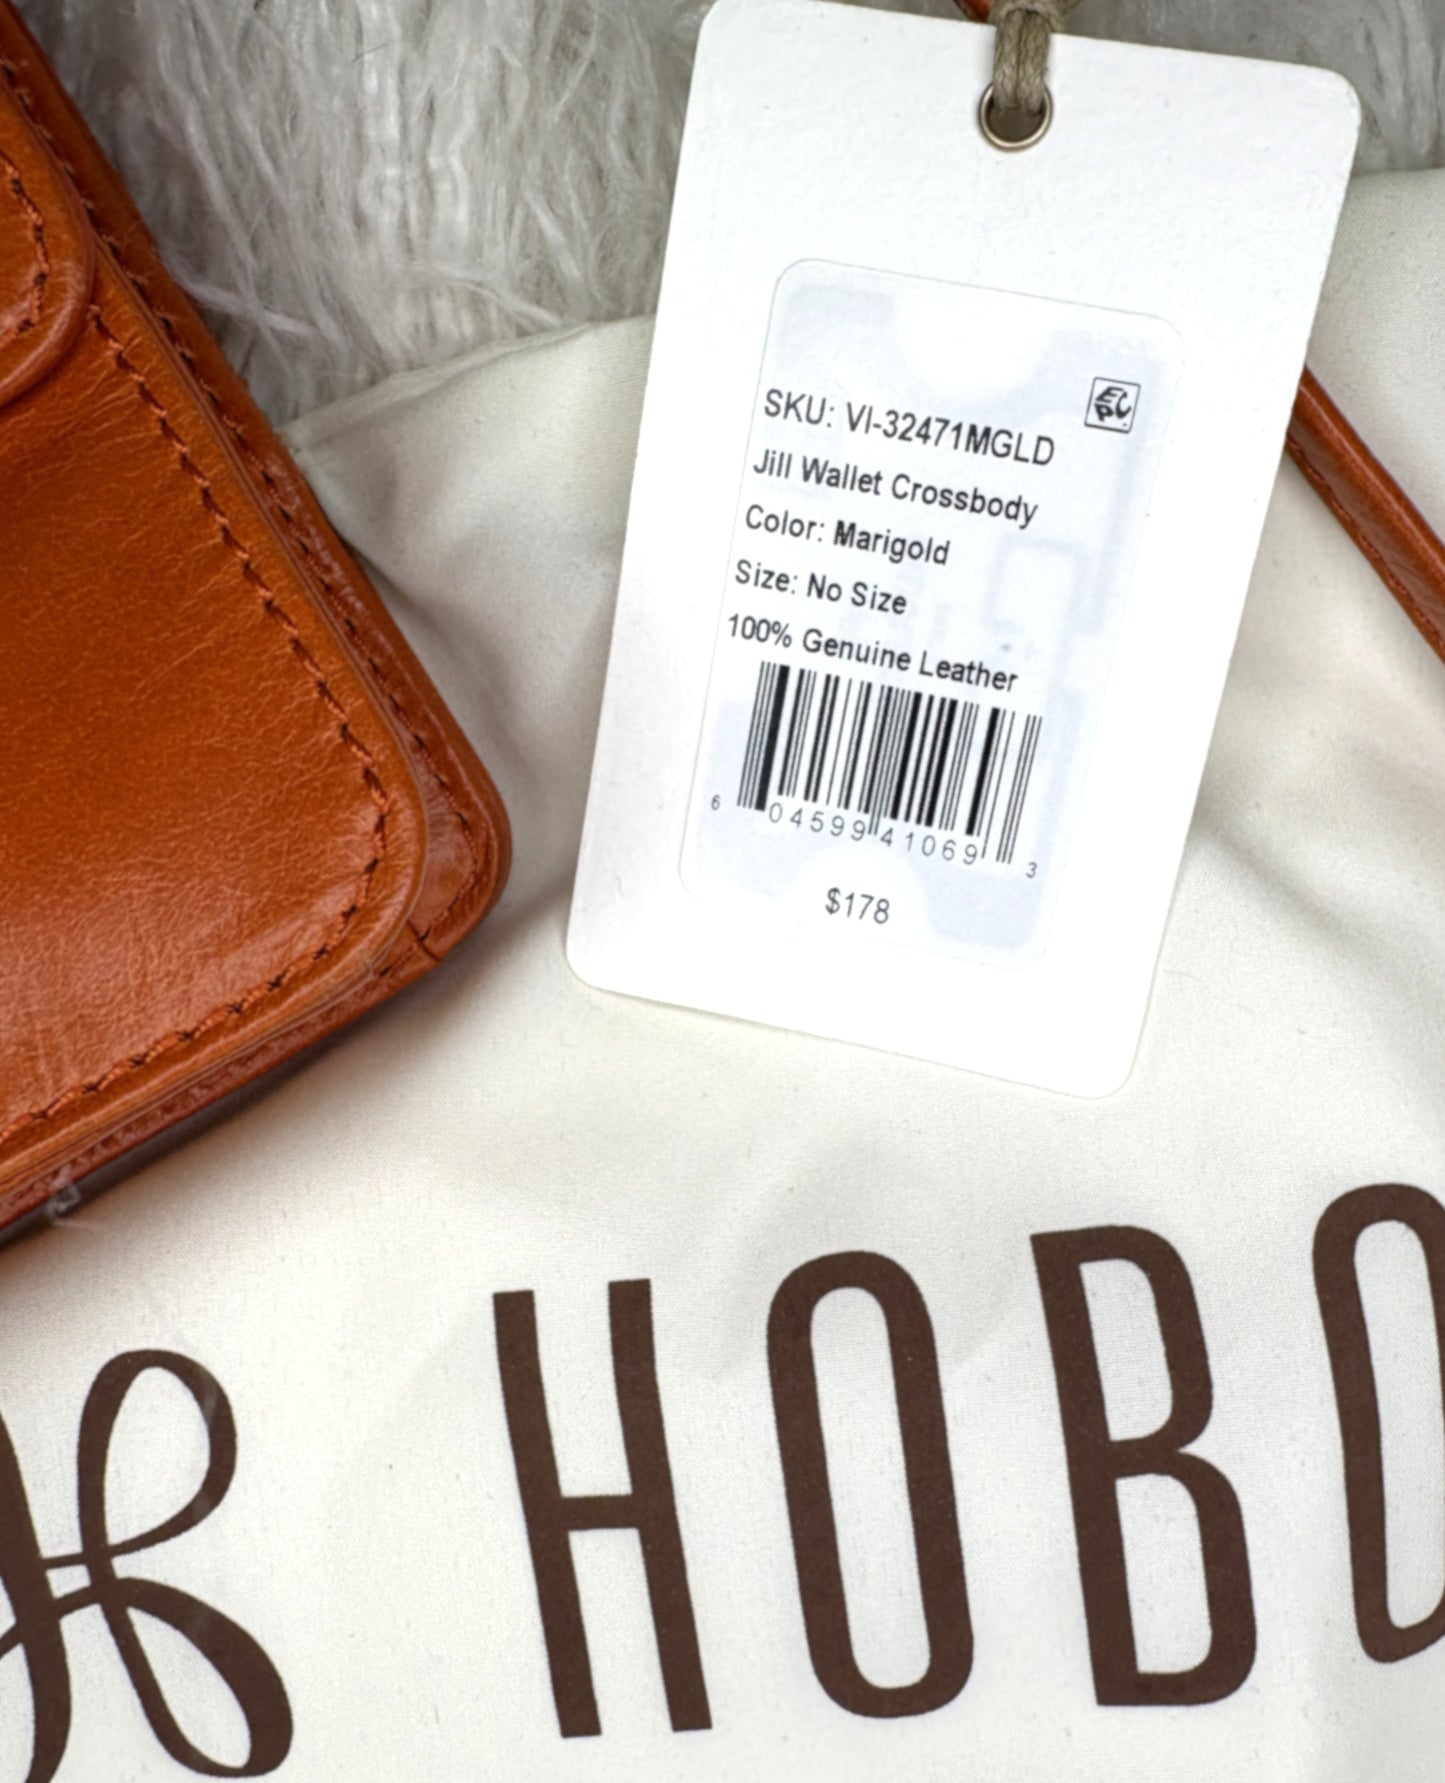 EPC
SKU: VI-32471MGLD
Jill Wallet Crossbody
Color: Marigold
Size: No Size
100% Genuine Leather
6 04599 41069 3
$178
HOBO